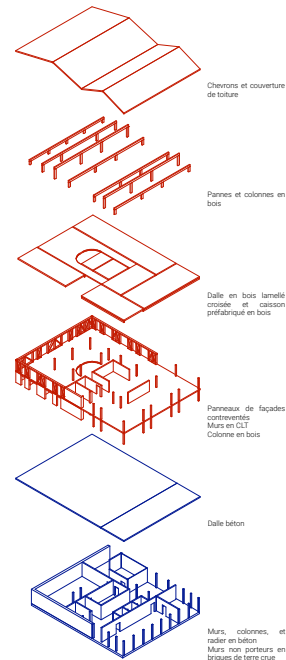 Chevrons et couverture
de toiture
Pannes et colonnes en
bois
Dalle en bois lamellé
croisée et caisson
préfabriqué en bois
Panneaux de façades
contreventés
Murs en CLT
Colonne en bois
Dalle béton
Murs, colonnes, et
radier en béton
Murs non porteurs en
briques de terre crue